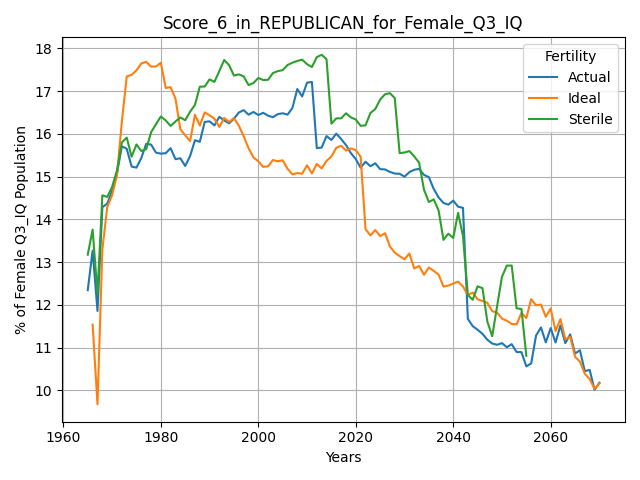 Score_6_in_REPUBLICAN_for_Female_Q3_IQ
Fertility
Actual
Ideal
Sterile
% of Female Q3_IQ Population
18
17
16
15
14
13
12
11
10
1960 1980 2000 2020 2040 2060
Years